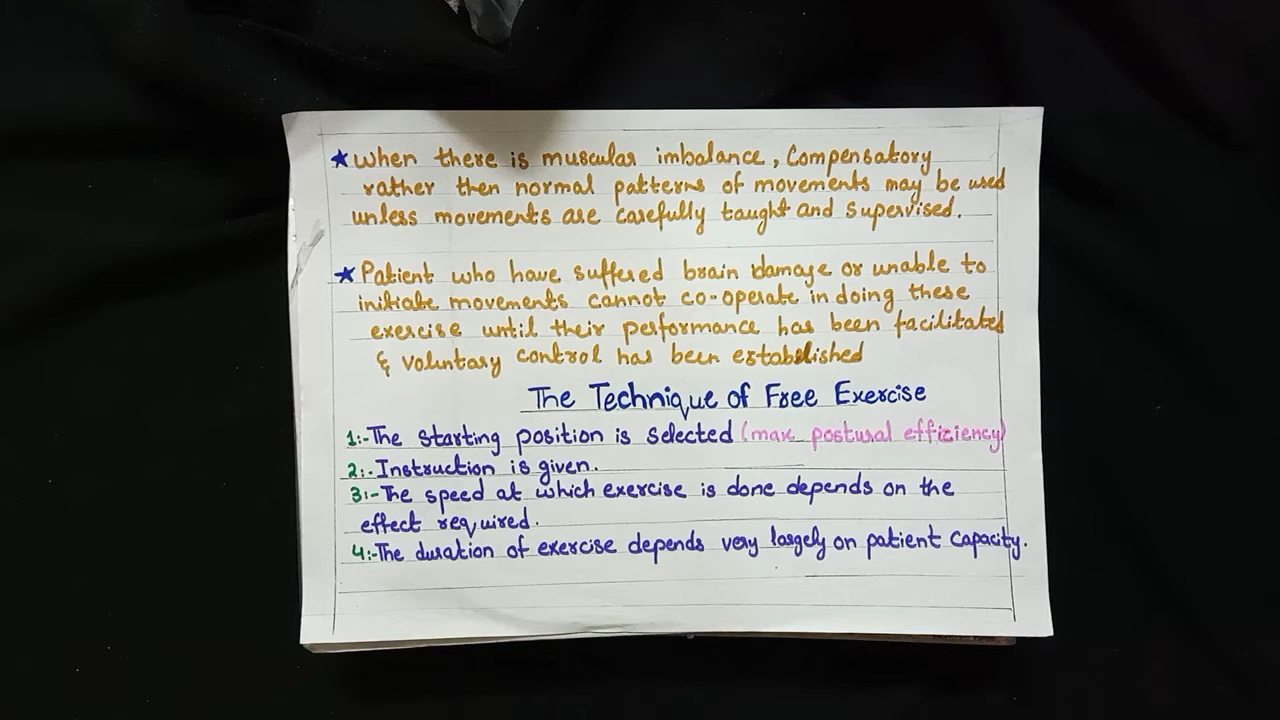 ★ When there is muscular imbalance, Compensatory
rather then normal patterns of movements may be used
unless movements are carefully taught and supervised.
★ Patient who have suffered brain damage or unable to
initiate movements cannot co-operate in doing these
exercise until their performance has been facilitated
& voluntary control has been established
The Technique of Free Exercise
1:- The starting position is selected (max postural efficiency)
2:- Instruction is given.
3:- The speed at which exercise is done depends on the
effect required.
4:- The duration of exercise depends very largely on patient capacity.